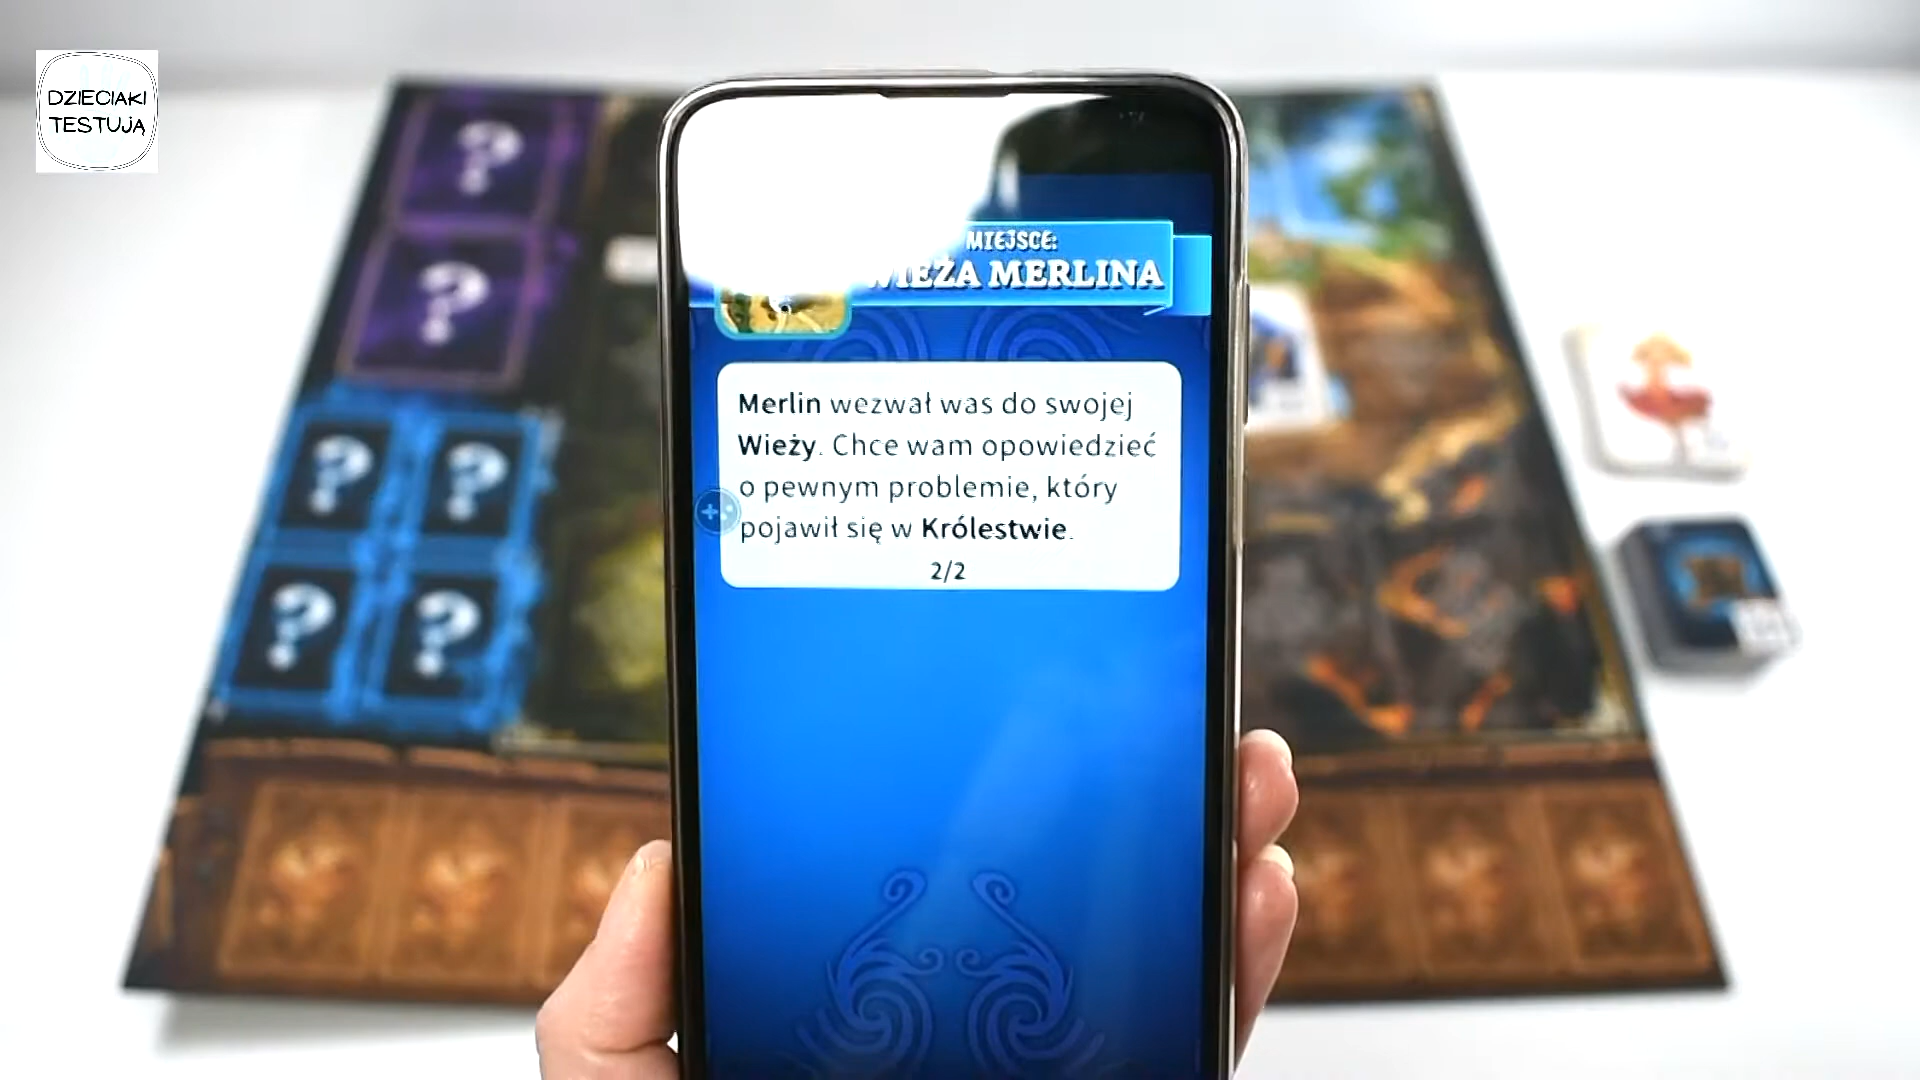 DZIECIAKI
TESTUJĄ
MIEJSCE:
WIEŻA MERLINA
Merlin wezwał was do swojej
Wieży. Chce wam opowiedzieć
o pewnym problemie, który
pojawił się w Królestwie.
2/2